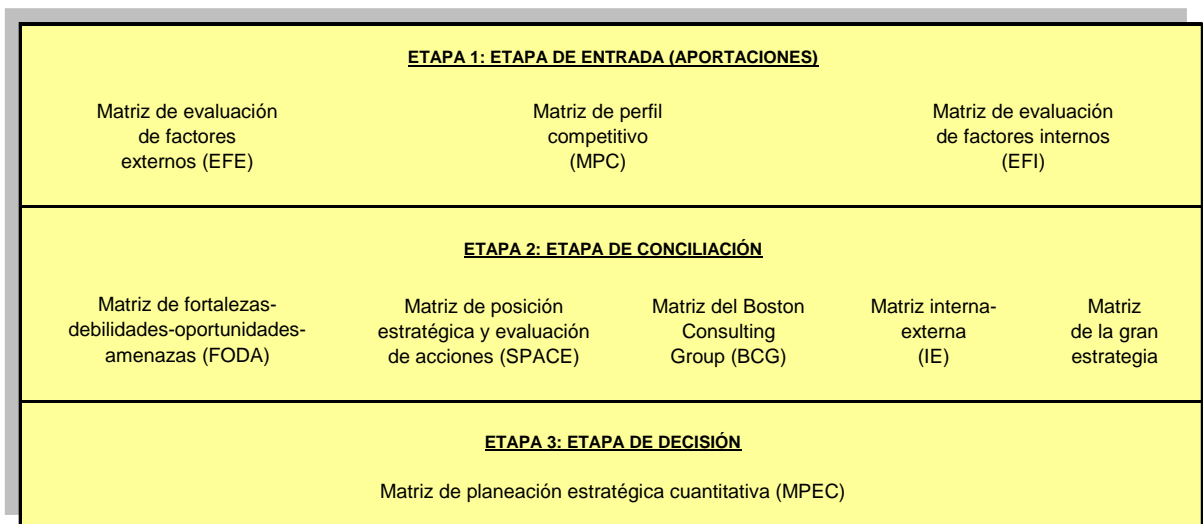 ETAPA 1: ETAPA DE ENTRADA (APORTACIONES)
Matriz de evaluación
de factores
externos (EFE)
Matriz de perfil
competitivo
(MPC)
Matriz de evaluación
de factores internos
(EFI)
ETAPA 2: ETAPA DE CONCILIACIÓN
Matriz de fortalezas-
debilidades-oportunidades-
amenazas (FODA)
Matriz de posición
estratégica y evaluación
de acciones (SPACE)
Matriz del Boston
Consulting
Group (BCG)
Matriz interna-
externa
(IE)
Matriz
de la gran
estrategia
ETAPA 3: ETAPA DE DECISIÓN
Matriz de planeación estratégica cuantitativa (MPEC)